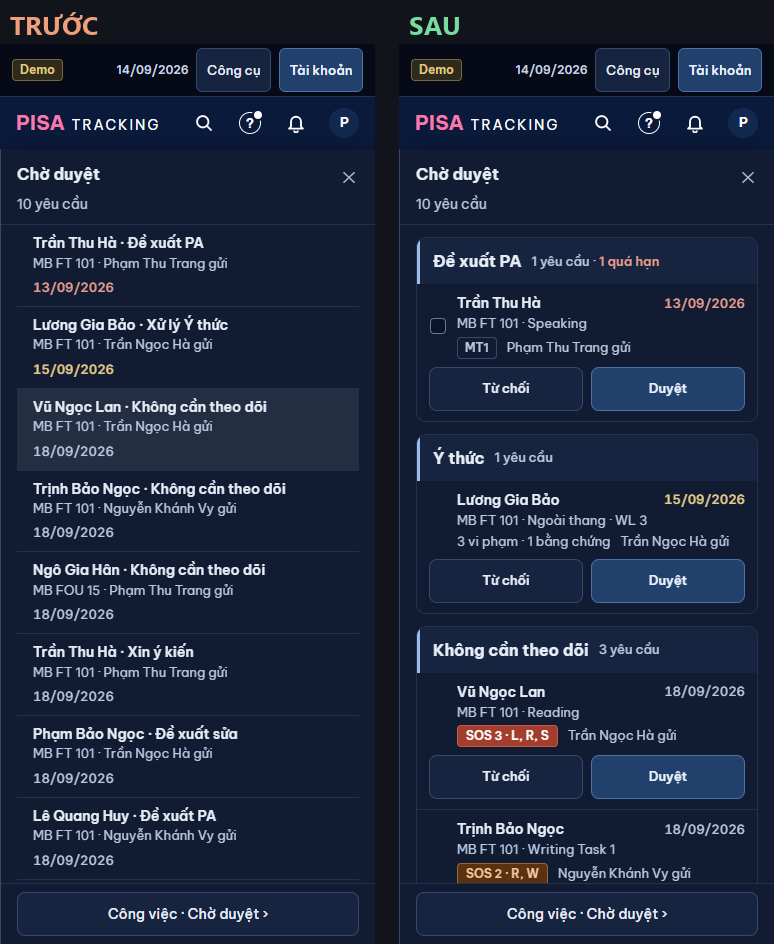 TRƯỚC
Demo
14/09/2026
Công cụ
Tài khoản
PISA TRACKING
?
P
Chờ duyệt
10 yêu cầu
Trần Thu Hà · Đề xuất PA
MB FT 101 · Phạm Thu Trang gửi
13/09/2026
Lương Gia Bảo · Xử lý Ý thức
MB FT 101 · Trần Ngọc Hà gửi
15/09/2026
Vũ Ngọc Lan · Không cần theo dõi
MB FT 101 · Trần Ngọc Hà gửi
18/09/2026
Trịnh Bảo Ngọc · Không cần theo dõi
MB FT 101 · Nguyễn Khánh Vy gửi
18/09/2026
Ngô Gia Hân · Không cần theo dõi
MB FOU 15 · Phạm Thu Trang gửi
18/09/2026
Trần Thu Hà · Xin ý kiến
MB FT 101 · Phạm Thu Trang gửi
18/09/2026
Phạm Bảo Ngọc · Đề xuất sửa
MB FT 101 · Trần Ngọc Hà gửi
18/09/2026
Lê Quang Huy · Đề xuất PA
MB FT 101 · Nguyễn Khánh Vy gửi
18/09/2026
Công việc · Chờ duyệt ›
SAU
Demo
14/09/2026
Công cụ
Tài khoản
PISA TRACKING
?
P
Chờ duyệt
10 yêu cầu
Đề xuất PA 1 yêu cầu · 1 quá hạn
Trần Thu Hà 13/09/2026
MB FT 101 · Speaking
MT1 Phạm Thu Trang gửi
Từ chối
Duyệt
Ý thức 1 yêu cầu
Lương Gia Bảo 15/09/2026
MB FT 101 · Ngoài thang · WL 3
3 vi phạm · 1 bằng chứng Trần Ngọc Hà gửi
Từ chối
Duyệt
Không cần theo dõi 3 yêu cầu
Vũ Ngọc Lan 18/09/2026
MB FT 101 · Reading
SOS 3 · L, R, S Trần Ngọc Hà gửi
Từ chối
Duyệt
Trịnh Bảo Ngọc 18/09/2026
MB FT 101 · Writing Task 1
SOS 2 · R, W Nguyễn Khánh Vy gửi
Công việc · Chờ duyệt ›